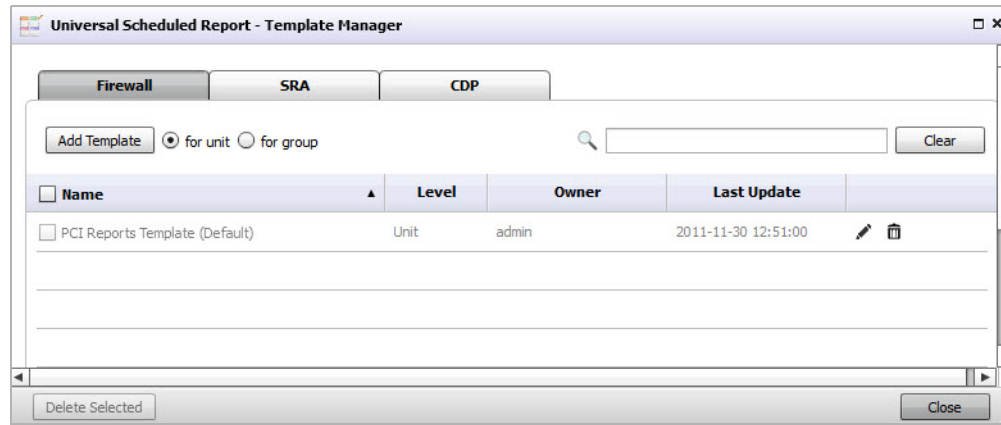 Universal Scheduled Report - Template Manager
Firewall SRA CDP
Add Template for unit for group Clear
Name Level Owner Last Update
PCI Reports Template (Default) Unit admin 2011-11-30 12:51:00
Delete Selected Close